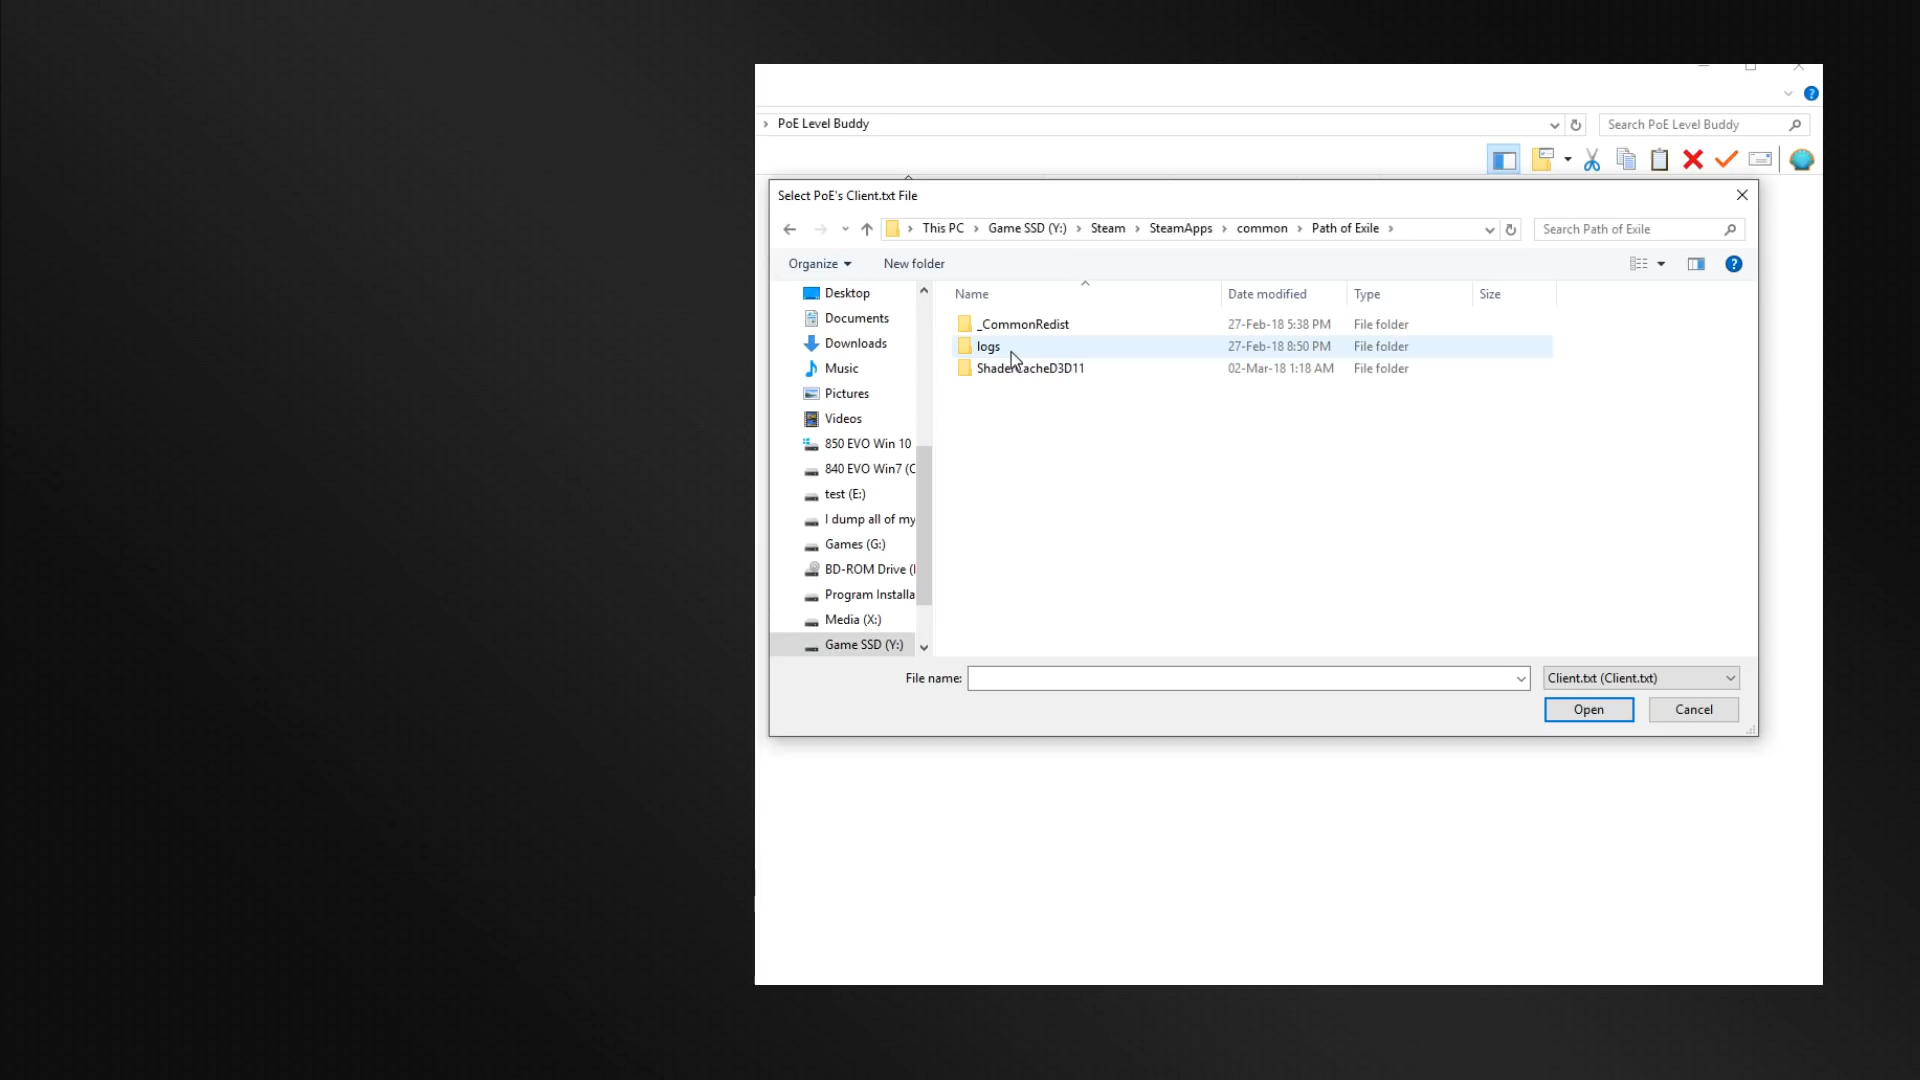 PoE Level Buddy
Search PoE Level Buddy
Select PoE's Client.txt File
This PC > Game SSD (Y:) > Steam > SteamApps > common > Path of Exile >
Search Path of Exile
Organize
New folder
Name
Date modified
Type
Size
_CommonRedist
27-Feb-18 5:38 PM
File folder
logs
27-Feb-18 8:50 PM
File folder
ShaderCacheD3D11
02-Mar-18 1:18 AM
File folder
Desktop
Documents
Downloads
Music
Pictures
Videos
850 EVO Win 10
840 EVO Win7 (C
test (E:)
I dump all of my
Games (G:)
BD-ROM Drive (
Program Installa
Media (X:)
Game SSD (Y:)
File name:
Client.txt (Client.txt)
Open
Cancel